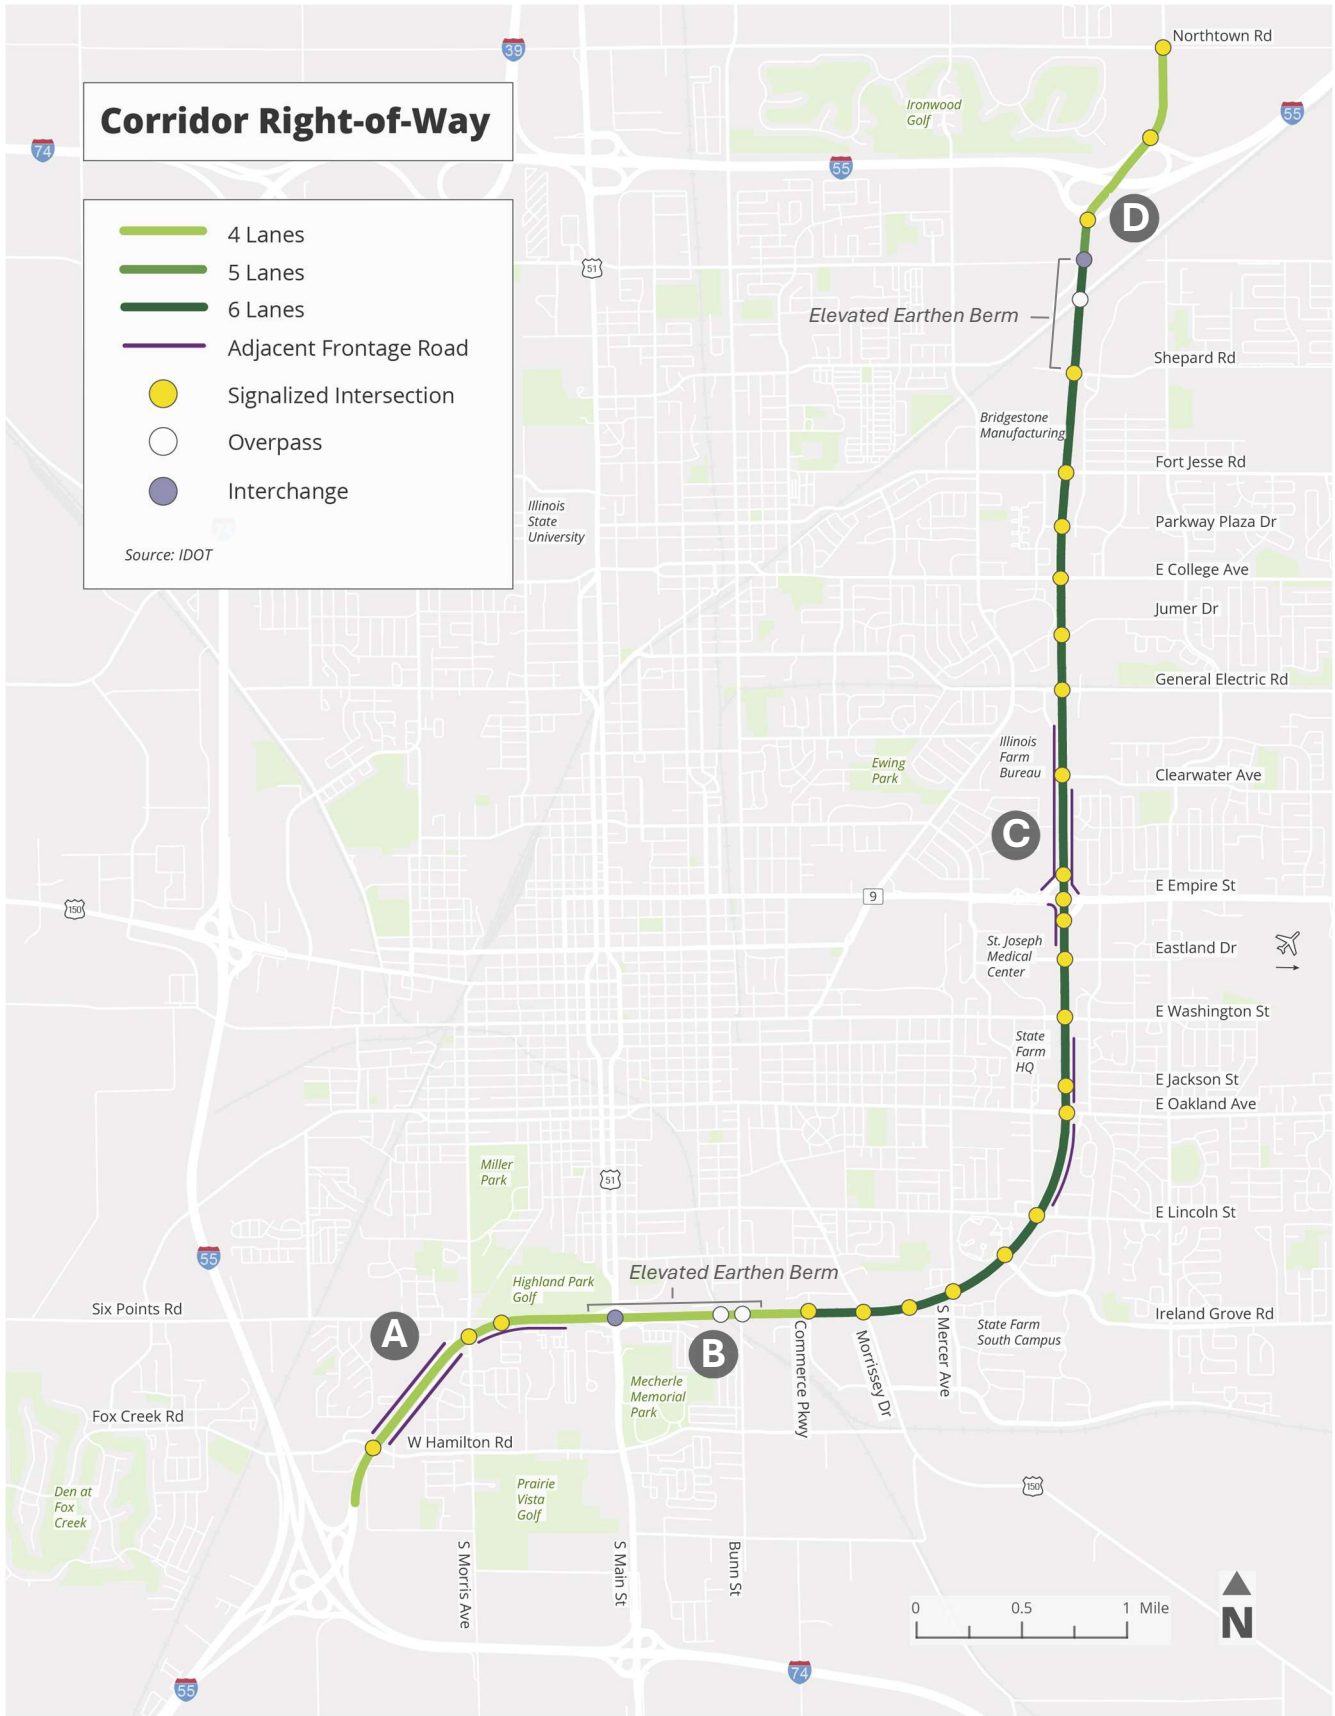 Northtown Rd
39
Corridor Right-of-Way
Ironwood
Golf
55
74
55
4 Lanes
5 Lanes
6 Lanes
Adjacent Frontage Road
Signalized Intersection
Overpass
Interchange
Source: IDOT
D
51
Elevated Earthen Berm
Shepard Rd
Bridgestone
Manufacturing
Fort Jesse Rd
Illinois
State
University
Parkway Plaza Dr
E College Ave
Jumer Dr
General Electric Rd
Illinois
Farm
Bureau
Ewing
Park
Clearwater Ave
C
E Empire St
9
150
St. Joseph
Medical
Center
Eastland Dr
E Washington St
State
Farm
HQ
E Jackson St
E Oakland Ave
Miller
Park
51
E Lincoln St
55
Highland Park
Golf
Elevated Earthen Berm
Six Points Rd
A
B
Ireland Grove Rd
State Farm
South Campus
Commerce Pkwy
Morrissey Dr
S Mercer Ave
Mecherle
Memorial
Park
Fox Creek Rd
W Hamilton Rd
Den at
Fox
Creek
Prairie
Vista
Golf
150
S Morris Ave
S Main St
Bunn St
0 0.5 1 Mile
N
74
55